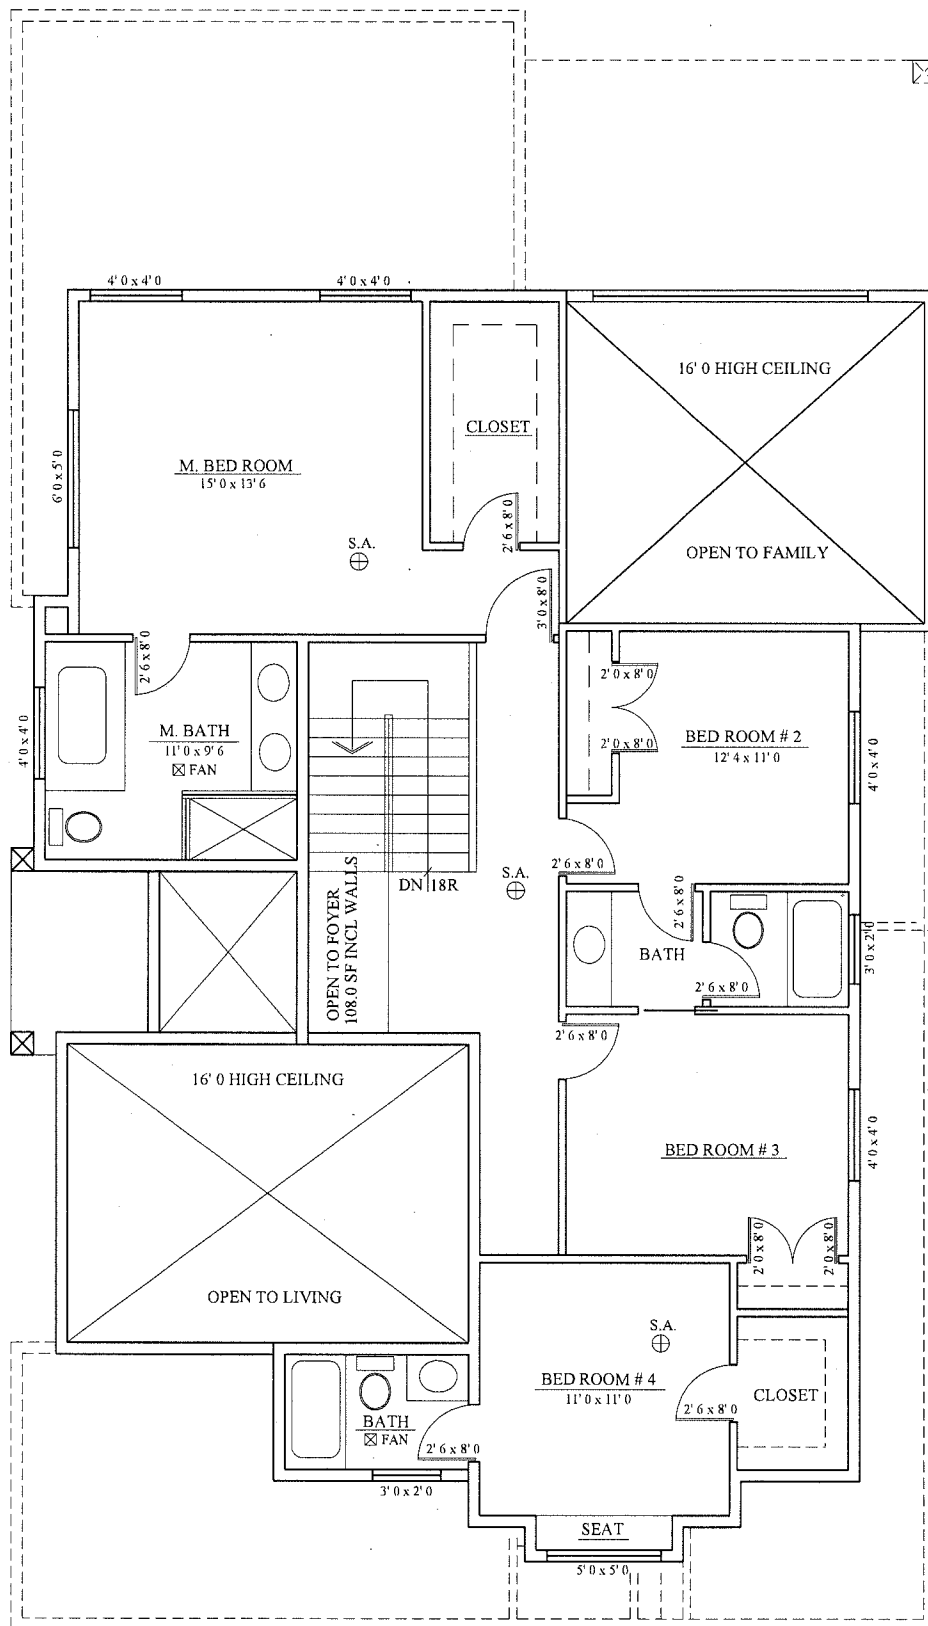 4' 0 x 4' 0
4' 0 x 4' 0
16' 0 HIGH CEILING
CLOSET
M. BED ROOM
15' 0 x 13' 6
6' 0 x 5' 0
2' 6 x 8' 0
S.A.
OPEN TO FAMILY
3' 0 x 8' 0
2' 6 x 8' 0
2' 0 x 8' 0
M. BATH
11' 0 x 9' 6
FAN
4' 0 x 4' 0
2' 0 x 8' 0
BED ROOM # 2
12' 4 x 11' 0
4' 0 x 4' 0
2' 6 x 8' 0
S.A.
DN 18R
2' 6 x 8' 0
OPEN TO FOYER
108.0 SF INCL WALLS
BATH
3' 0 x 2' 0
2' 6 x 8' 0
2' 6 x 8' 0
16' 0 HIGH CEILING
BED ROOM # 3
4' 0 x 4' 0
2' 0 x 8' 0
2' 0 x 8' 0
OPEN TO LIVING
S.A.
BED ROOM # 4
11' 0 x 11' 0
CLOSET
2' 6 x 8' 0
BATH
FAN
2' 6 x 8' 0
3' 0 x 2' 0
SEAT
5' 0 x 5' 0